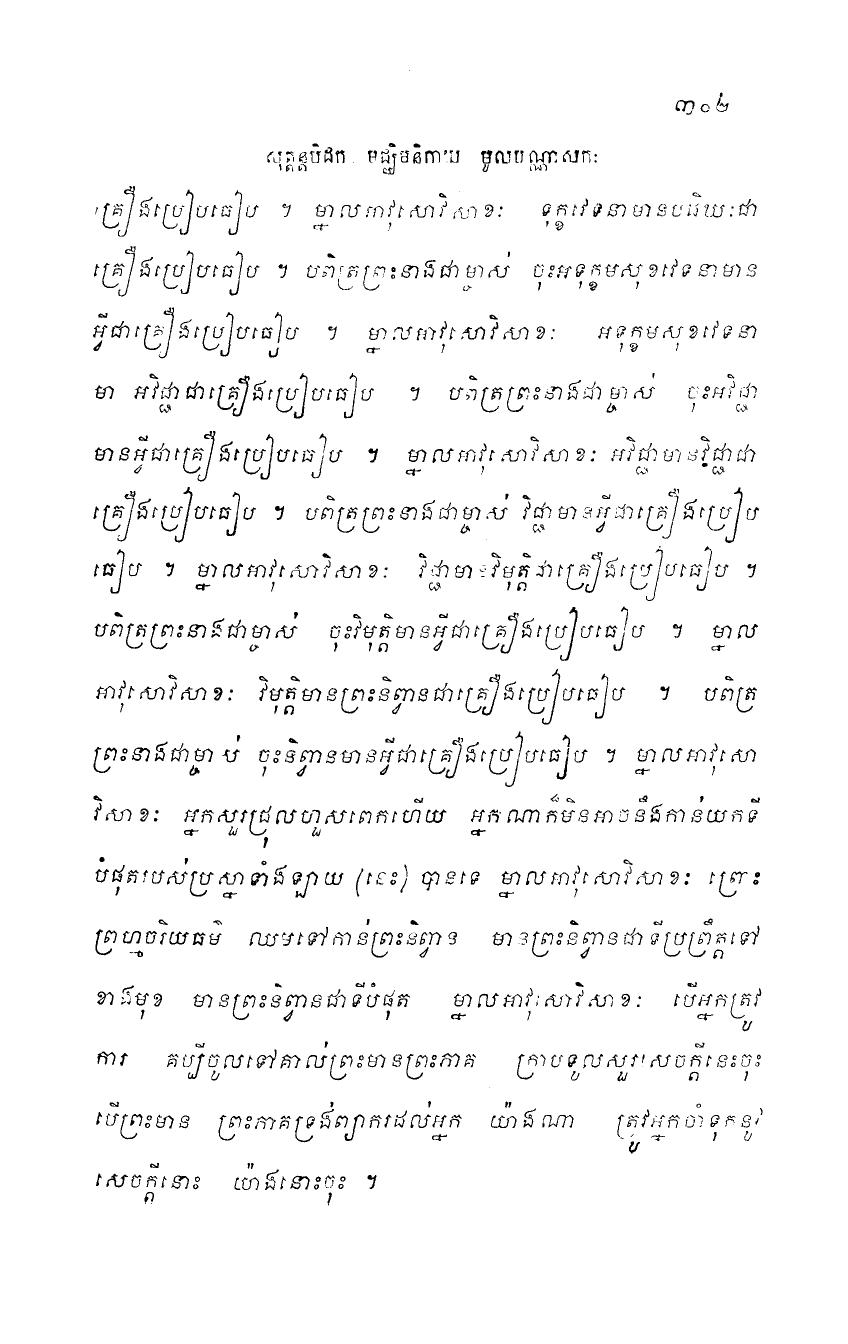 ៣០២
សុត្តន្តបិដក មជ្ឈិមនិកាយ មូលបណ្ណាសកៈ
គ្រឿងប្រៀបធៀប ។ ម្នាលអាវុសោវិសាខៈ ទុក្ខវេទនាមានបដិឃៈជា
គ្រឿងប្រៀបធៀប ។ បពិត្រព្រះនាងជាម្ចាស់ ចុះអទុក្ខមសុខវេទនាមាន
អ្វីជាគ្រឿងប្រៀបធៀប ។ ម្នាលអាវុសោវិសាខៈ អទុក្ខមសុខវេទនា
មា អវិជ្ជាជាគ្រឿងប្រៀបធៀប ។ បពិត្រព្រះនាងជាម្ចាស់ ចុះអវិជ្ជា
មានអ្វីជាគ្រឿងប្រៀបធៀប ។ ម្នាលអាវុសោវិសាខៈ អវិជ្ជាមានវិជ្ជាជា
គ្រឿងប្រៀបធៀប ។ បពិត្រព្រះនាងជាម្ចាស់ វិជ្ជាមានអ្វីជាគ្រឿងប្រៀប
ធៀប ។ ម្នាលអាវុសោវិសាខៈ វិជ្ជាមានវិមុត្តិជាគ្រឿងប្រៀបធៀប ។
បពិត្រព្រះនាងជាម្ចាស់ ចុះវិមុត្តិមានអ្វីជាគ្រឿងប្រៀបធៀប ។ ម្នាល
អាវុសោវិសាខៈ វិមុត្តិមានព្រះនិព្វានជាគ្រឿងប្រៀបធៀប ។ បពិត្រ
ព្រះនាងជាម្ចាស់ ចុះនិព្វានមានអ្វីជាគ្រឿងប្រៀបធៀប ។ ម្នាលអាវុសោ
វិសាខៈ អ្នកសួរជ្រុលហួសពេកហើយ អ្នកណាក៏មិនអាចនឹងកាន់យកទី
បំផុតរបស់ប្រស្នាទាំងឡាយ (នេះ) បានទេ ម្នាលអាវុសោវិសាខៈ ព្រោះ
ព្រហ្មចរិយធម៌ ឈមទៅកាន់ព្រះនិព្វាន មានព្រះនិព្វានជាទីប្រព្រឹត្តទៅ
ខាងមុខ មានព្រះនិព្វានជាទីបំផុត ម្នាលអាវុសោវិសាខៈ បើអ្នកត្រូវ
ការ គប្បីចូលទៅគាល់ព្រះមានព្រះភាគ ក្រាបទូលសួរសេចក្តីនេះចុះ
បើព្រះមាន ព្រះភាគទ្រង់ព្យាករដល់អ្នក យ៉ាងណា ត្រូវអ្នកចាំទុកនូវ
សេចក្តីនោះ យ៉ាងនោះចុះ ។